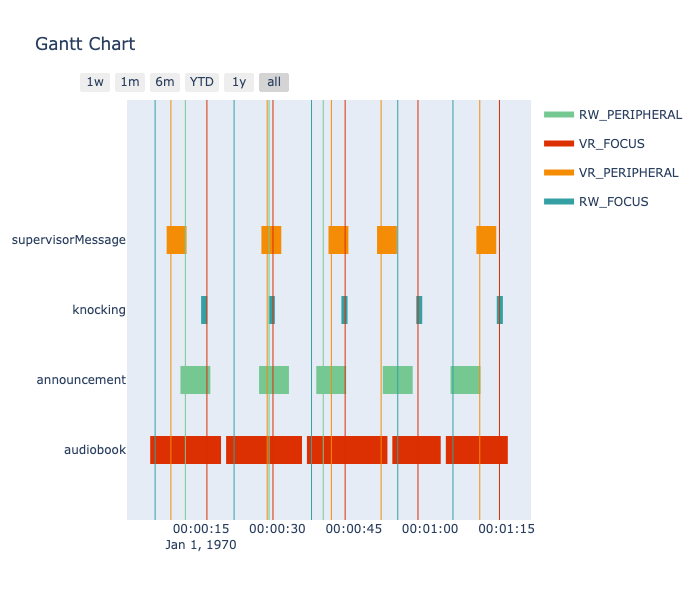 Gantt Chart
1w 1m 6m YTD 1y all
RW_PERIPHERAL
VR_FOCUS
VR_PERIPHERAL
RW_FOCUS
supervisorMessage
knocking
announcement
audiobook
00:00:15 00:00:30 00:00:45 00:01:00 00:01:15
Jan 1, 1970